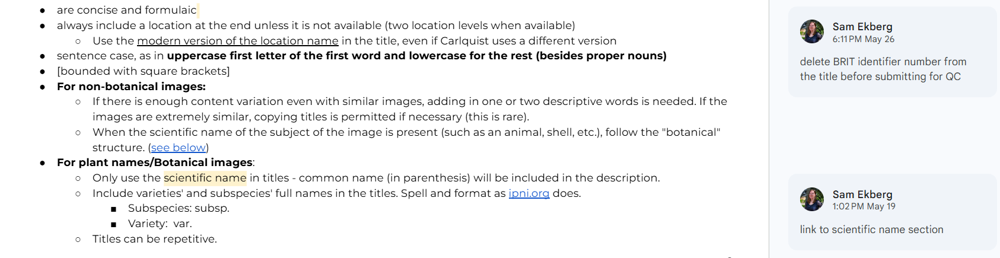 ● are concise and formulaic
● always include a location at the end unless it is not available (two location levels when available)
○ Use the modern version of the location name in the title, even if Carlquist uses a different version
● sentence case, as in uppercase first letter of the first word and lowercase for the rest (besides proper nouns)
● [bounded with square brackets]
● For non-botanical images:
○ If there is enough content variation even with similar images, adding in one or two descriptive words is needed. If the
images are extremely similar, copying titles is permitted if necessary (this is rare).
○ When the scientific name of the subject of the image is present (such as an animal, shell, etc.), follow the "botanical"
structure. (see below)
● For plant names/Botanical images:
○ Only use the scientific name in titles - common name (in parenthesis) will be included in the description.
○ Include varieties' and subspecies' full names in the titles. Spell and format as ipni.org does.
■ Subspecies: subsp.
■ Variety:  var.
○ Titles can be repetitive.
Sam Ekberg
6:11 PM May 26
delete BRIT identifier number from
the title before submitting for QC
Sam Ekberg
1:02 PM May 19
link to scientific name section